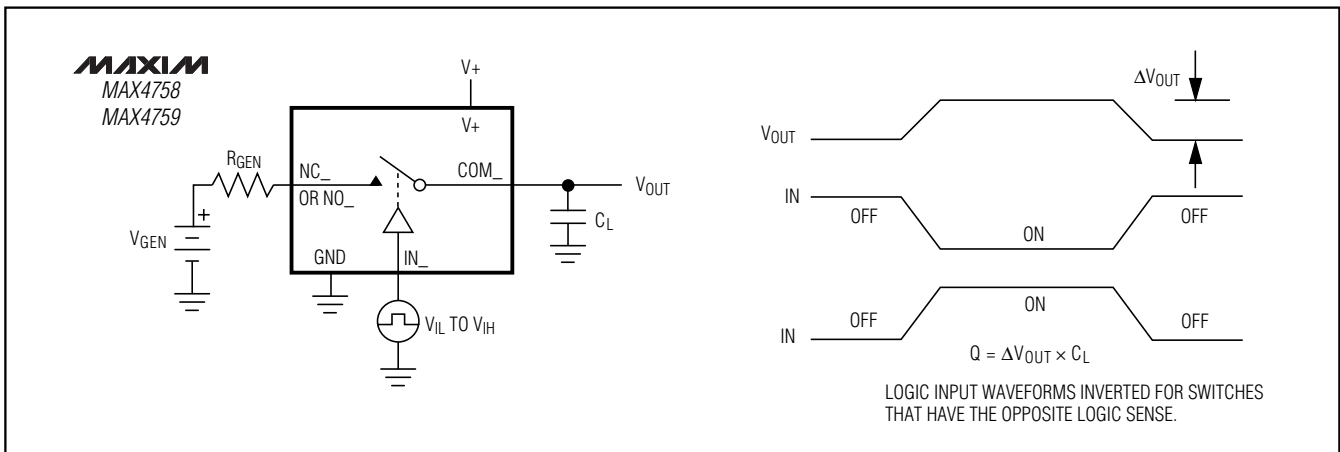 MAXIM
MAX4758
MAX4759
V+
V+
RGEN
NC_
OR NO_
COM_
VOUT
CL
+
VGEN
GND
IN_
VIL TO VIH
ΔVOUT
VOUT
IN
OFF
ON
OFF
IN
OFF
ON
OFF
Q = ΔVOUT × CL
LOGIC INPUT WAVEFORMS INVERTED FOR SWITCHES
THAT HAVE THE OPPOSITE LOGIC SENSE.